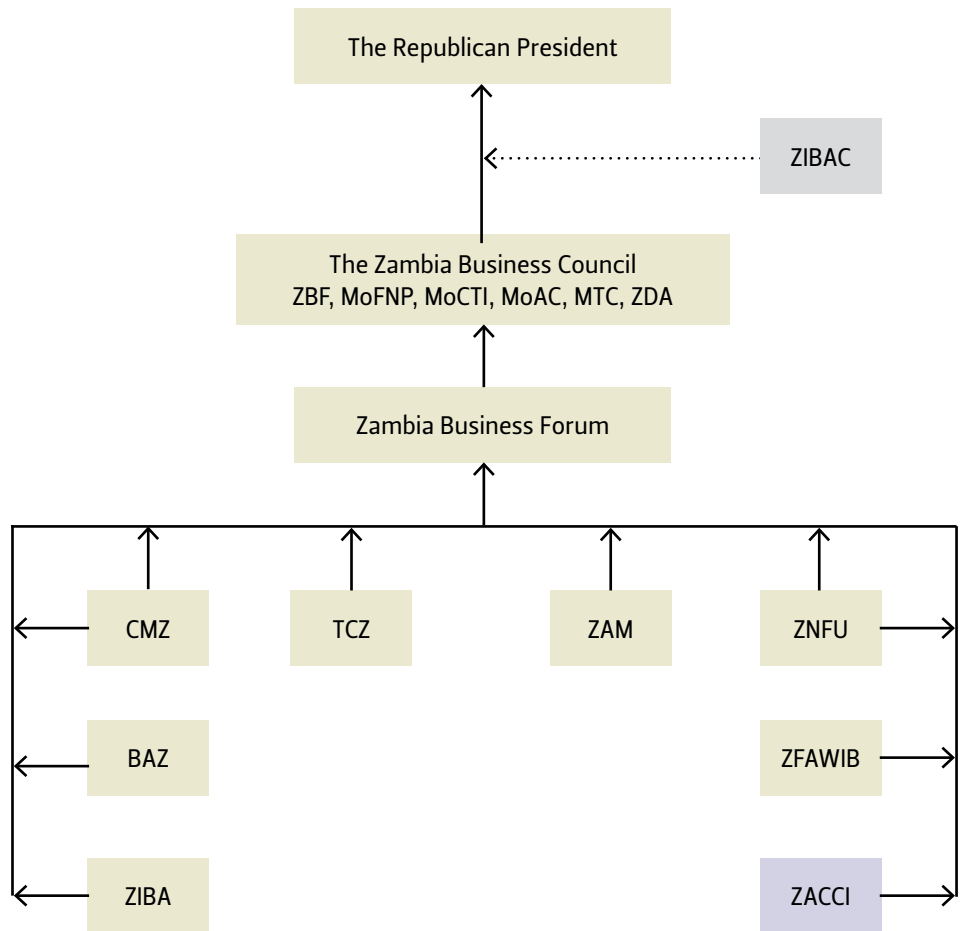 The Republican President
ZIBAC
The Zambia Business Council
ZBF, MoFNP, MoCTI, MoAC, MTC, ZDA
Zambia Business Forum
CMZ
TCZ
ZAM
ZNFU
BAZ
ZFAWIB
ZIBA
ZACCI